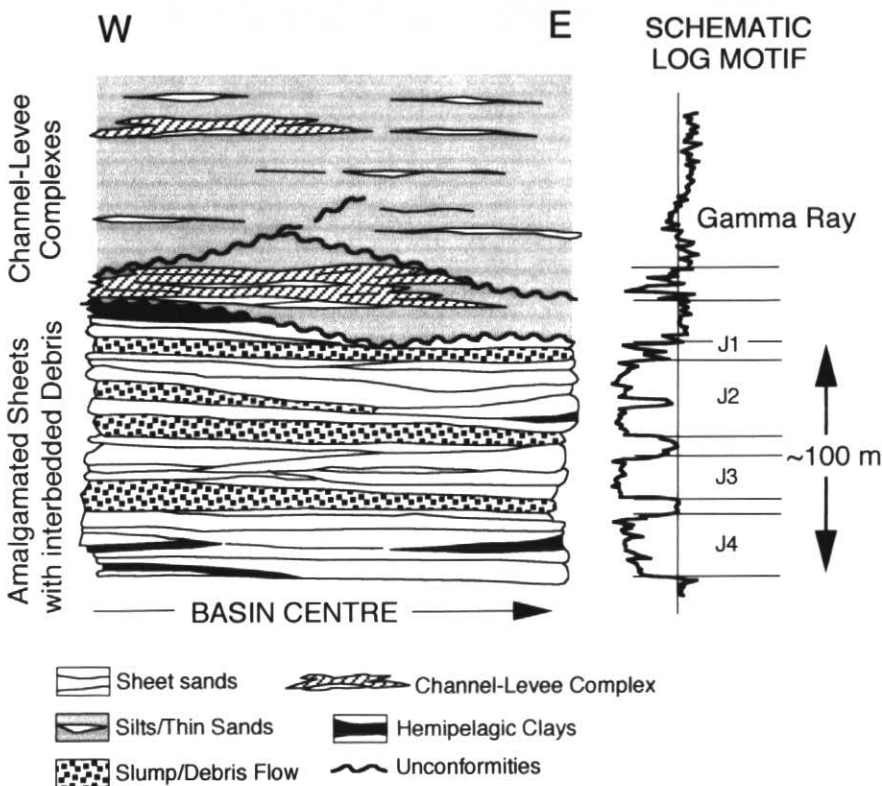 W
E
SCHEMATIC
LOG MOTIF
Channel-Levee
Complexes
Gamma Ray
Amalgamated Sheets
with interbedded Debris
J1
J2
J3
J4
~100 m
BASIN CENTRE
Sheet sands
Channel-Levee Complex
Silts/Thin Sands
Hemipelagic Clays
Slump/Debris Flow
Unconformities